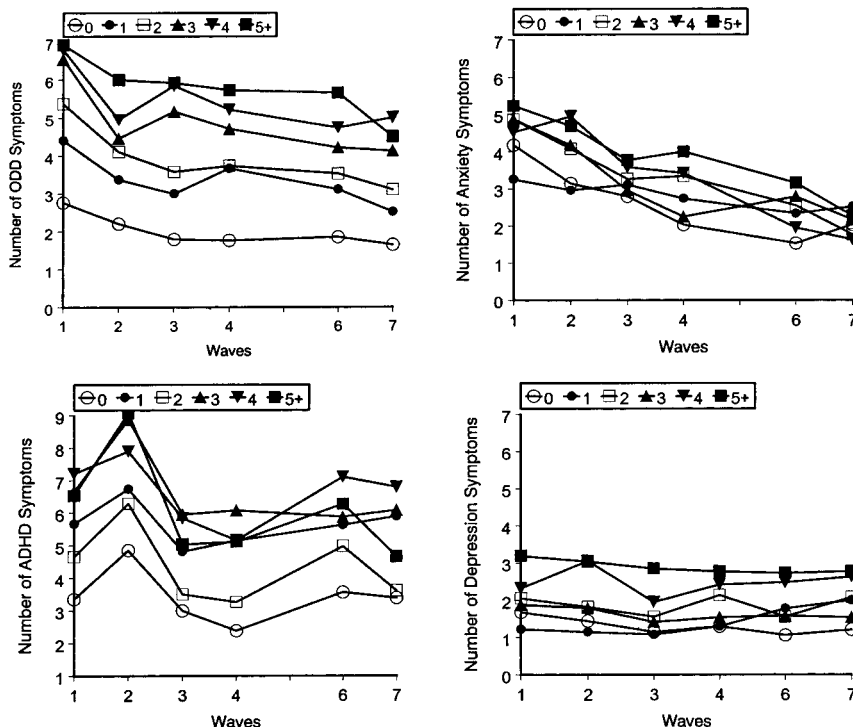 0 1 2 3 4 5+
7
6
5
4
3
2
1
0
Number of ODD Symptoms
1 2 3 4 6 7
Waves
0 1 2 3 4 5+
7
6
5
4
3
2
1
0
Number of Anxiety Symptoms
1 2 3 4 6 7
Waves
0 1 2 3 4 5+
9
8
7
6
5
4
3
2
1
Number of ADHD Symptoms
1 2 3 4 6 7
Waves
0 1 2 3 4 5+
7
6
5
4
3
2
1
0
Number of Depression Symptoms
1 2 3 4 6 7
Waves